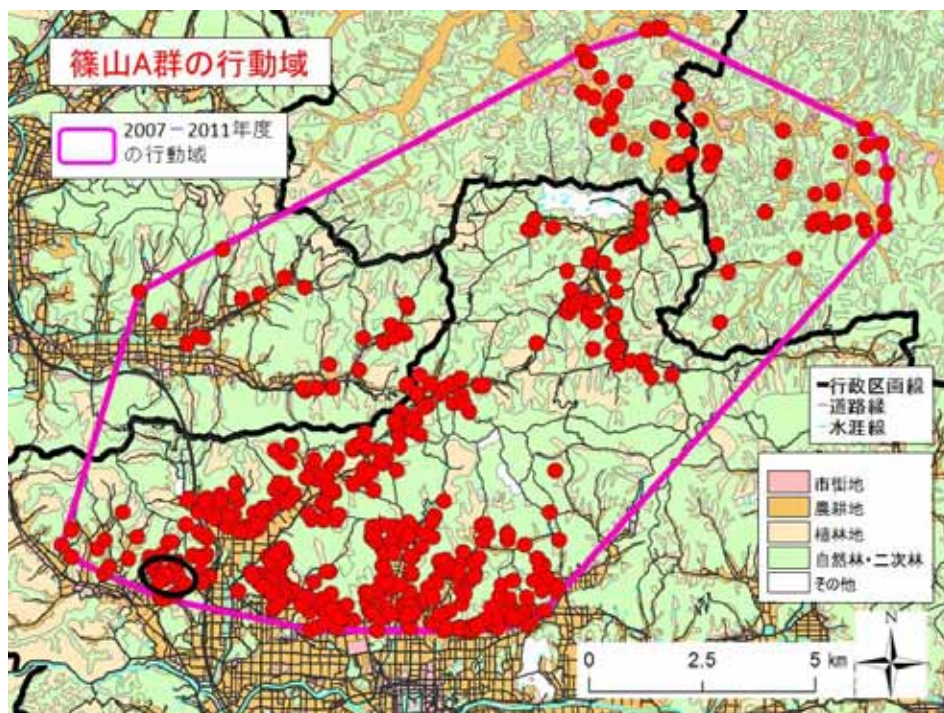 篠山A群の行動域
2007－2011年度
の行動域
行政区画線
道路縁
水涯線
市街地
農耕地
植林地
自然林・二次林
その他
N
0 2.5 5 km